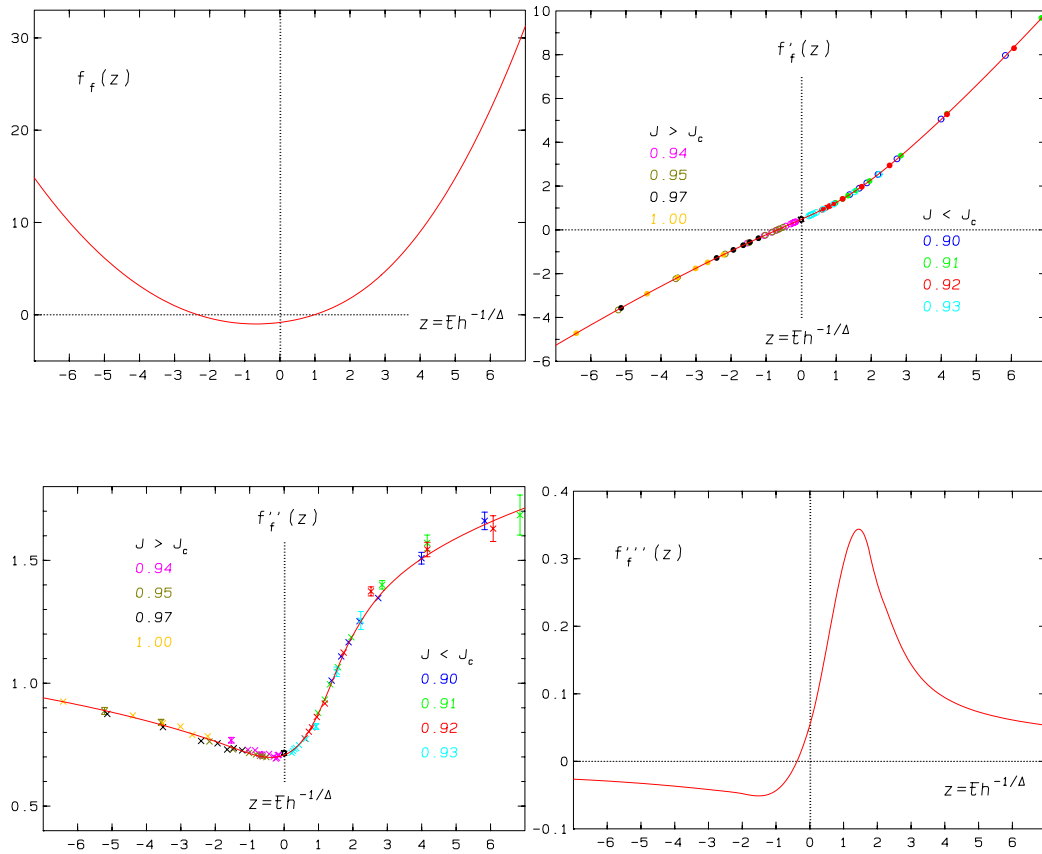 30
20
10
0
f_f(z)
z = t̄h^{-1/Δ}
-6 -5 -4 -3 -2 -1 0 1 2 3 4 5 6
10
8
6
4
2
0
-2
-4
-6
f'_f(z)
J > J_c
0.94
0.95
0.97
1.00
J < J_c
0.90
0.91
0.92
0.93
z = t̄h^{-1/Δ}
-6 -5 -4 -3 -2 -1 0 1 2 3 4 5 6
1.5
1.0
0.5
f''_f(z)
J > J_c
0.94
0.95
0.97
1.00
J < J_c
0.90
0.91
0.92
0.93
z = t̄h^{-1/Δ}
-6 -5 -4 -3 -2 -1 0 1 2 3 4 5 6
0.4
0.3
0.2
0.1
0
-0.1
f'''_f(z)
z = t̄h^{-1/Δ}
-6 -5 -4 -3 -2 -1 0 1 2 3 4 5 6